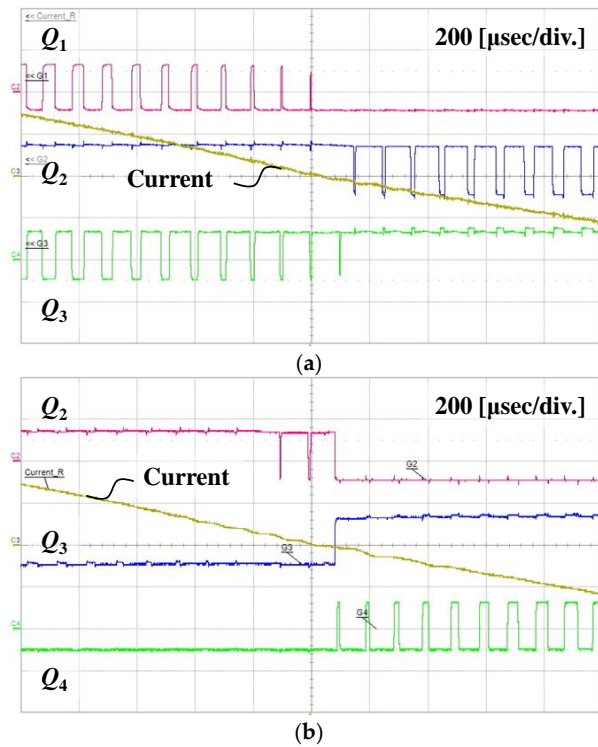 << Current_R
Q1 200 [μsec/div.]
<< G1
<< G2
Q2
Current
<< G3
Q3
(a)
Q2 200 [μsec/div.]
Current_R
Current
G2
Q3
G3
G4
Q4
(b)